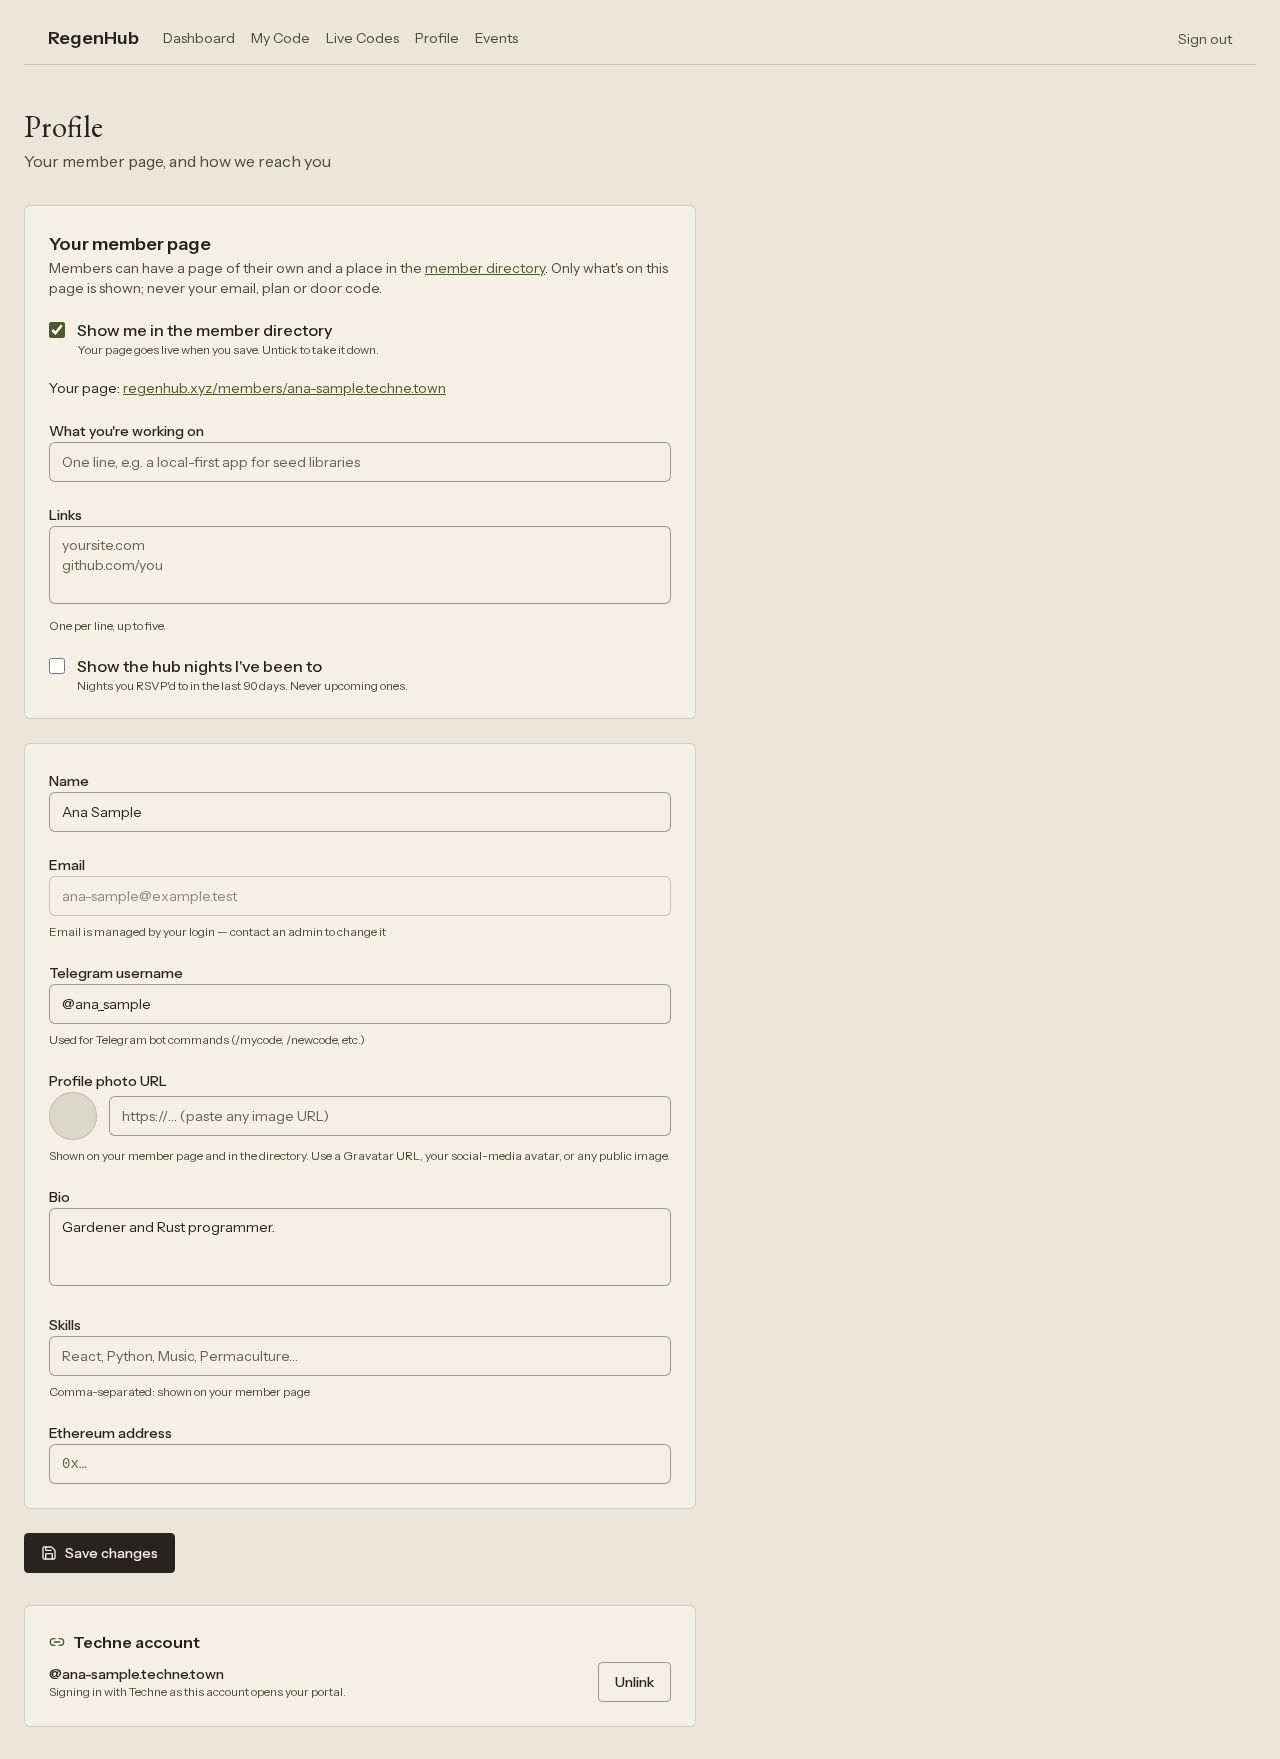 RegenHub Dashboard My Code Live Codes Profile Events Sign out
Profile
Your member page, and how we reach you
Your member page
Members can have a page of their own and a place in the member directory. Only what's on this
page is shown; never your email, plan or door code.
Show me in the member directory
Your page goes live when you save. Untick to take it down.
Your page: regenhub.xyz/members/ana-sample.techne.town
What you're working on
One line, e.g. a local-first app for seed libraries
Links
yoursite.com
github.com/you
One per line, up to five.
Show the hub nights I've been to
Nights you RSVP'd to in the last 90 days. Never upcoming ones.
Name
Ana Sample
Email
ana-sample@example.test
Email is managed by your login — contact an admin to change it
Telegram username
@ana_sample
Used for Telegram bot commands (/mycode, /newcode, etc.)
Profile photo URL
https://... (paste any image URL)
Shown on your member page and in the directory. Use a Gravatar URL, your social-media avatar, or any public image.
Bio
Gardener and Rust programmer.
Skills
React, Python, Music, Permaculture...
Comma-separated: shown on your member page
Ethereum address
0x…
Save changes
Techne account
@ana-sample.techne.town
Signing in with Techne as this account opens your portal.
Unlink